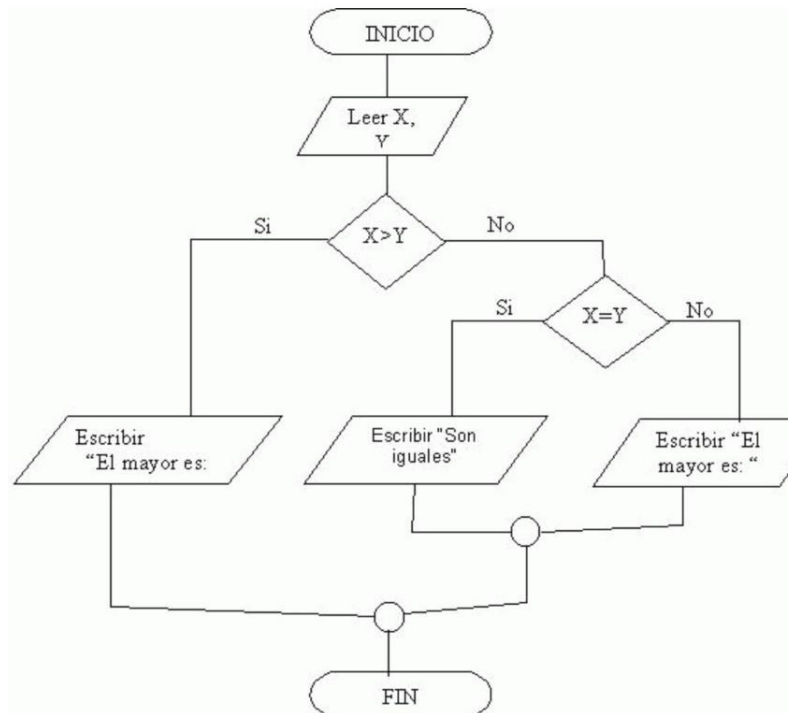 INICIO
Leer X,
Y
Si
X>Y
No
Si
X=Y
No
Escribir
“El mayor es:
Escribir "Son
iguales"
Escribir “El
mayor es: “
FIN